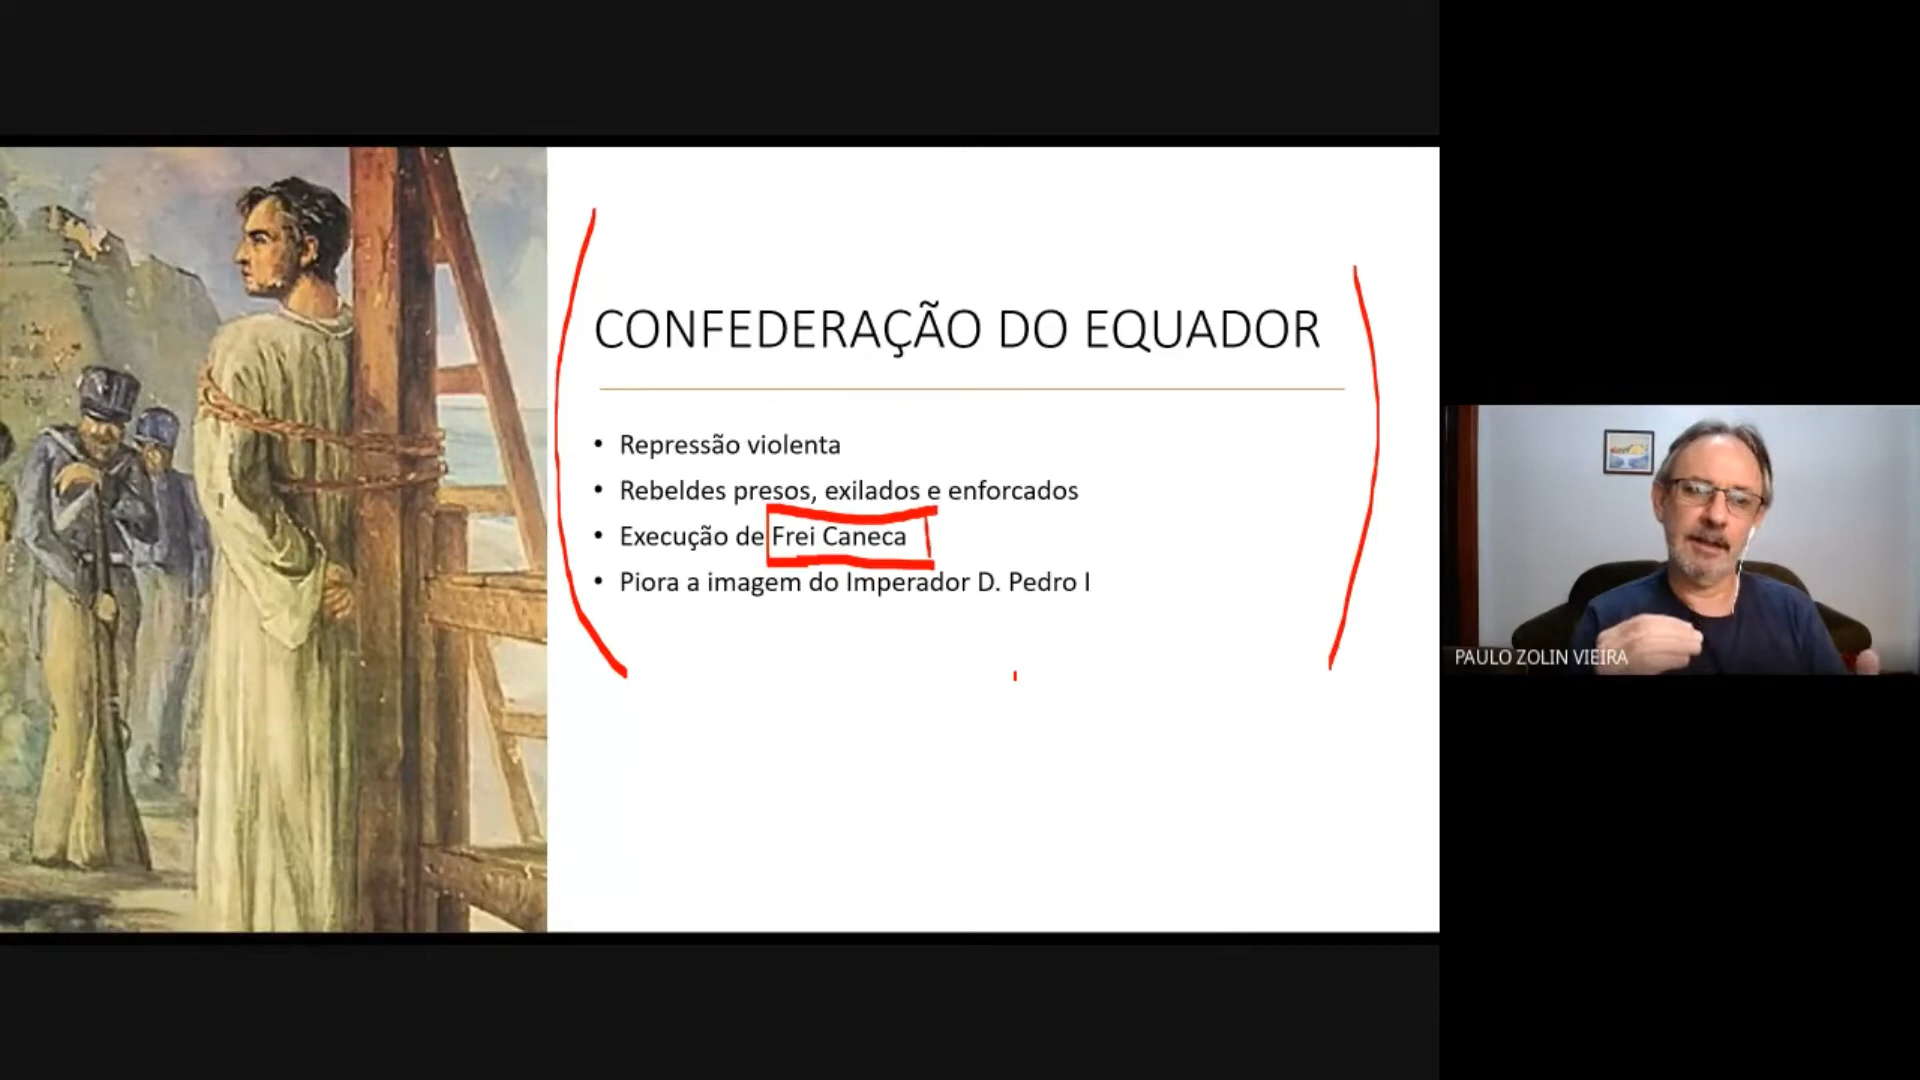 CONFEDERAÇÃO DO EQUADOR
• Repressão violenta
• Rebeldes presos, exilados e enforcados
• Execução de Frei Caneca
• Piora a imagem do Imperador D. Pedro I
PAULO ZOLIN VIEIRA